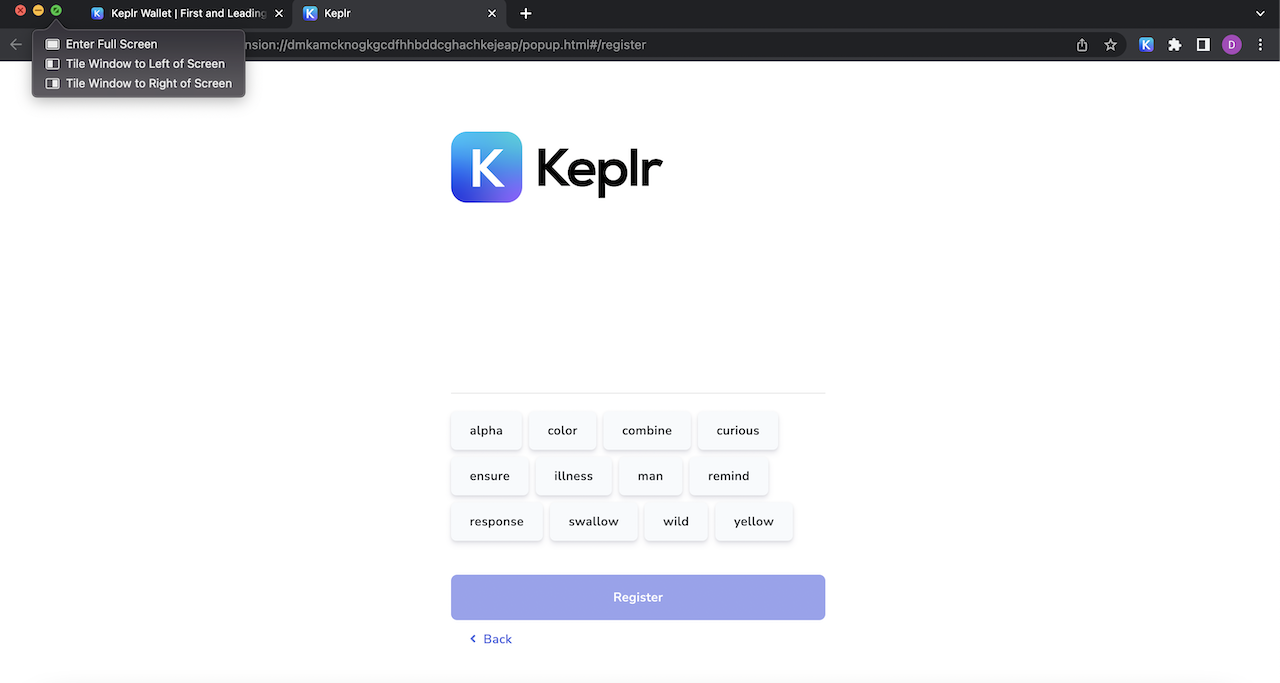 Keplr Wallet | First and Leading
Keplr
Enter Full Screen
Tile Window to Left of Screen
Tile Window to Right of Screen
nsion://dmkamcknogkgcdfhhbddcghachkejeap/popup.html#/register
K
D
K Keplr
alpha color combine curious
ensure illness man remind
response swallow wild yellow
Register
Back